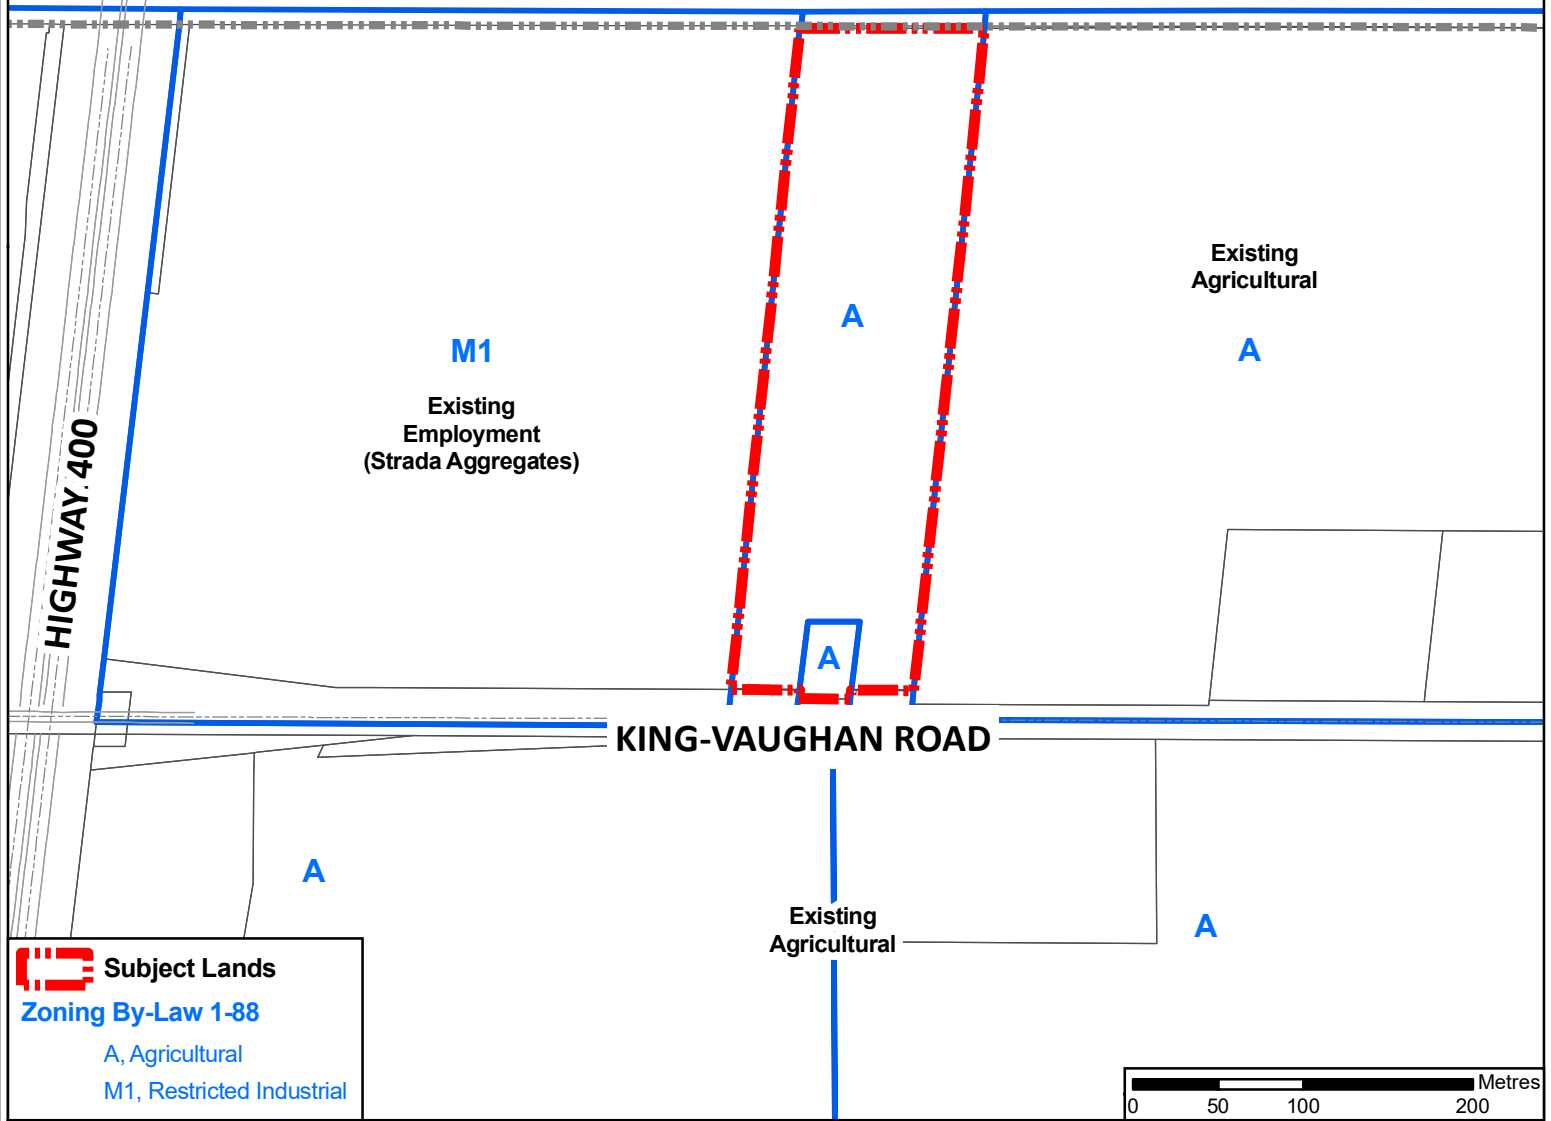 Existing
Agricultural
A
A
M1
Existing
Employment
(Strada Aggregates)
HIGHWAY 400
A
KING-VAUGHAN ROAD
A
Existing
Agricultural
A
Subject Lands
Zoning By-Law 1-88
A, Agricultural
M1, Restricted Industrial
Metres
0 50 100 200